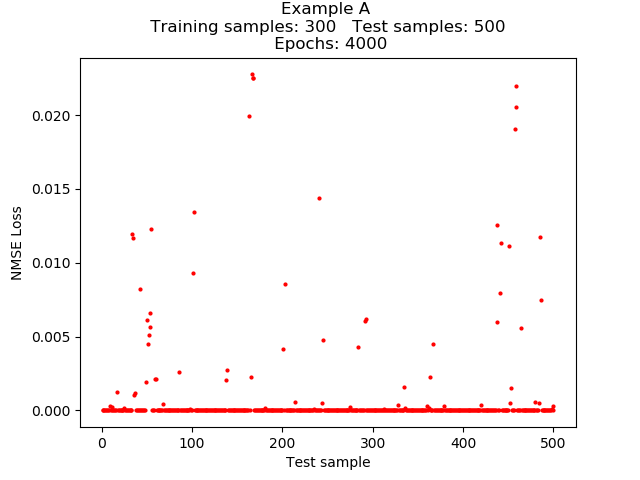 Example A
Training samples: 300   Test samples: 500
Epochs: 4000
NMSE Loss
0.020
0.015
0.010
0.005
0.000
0 100 200 300 400 500
Test sample